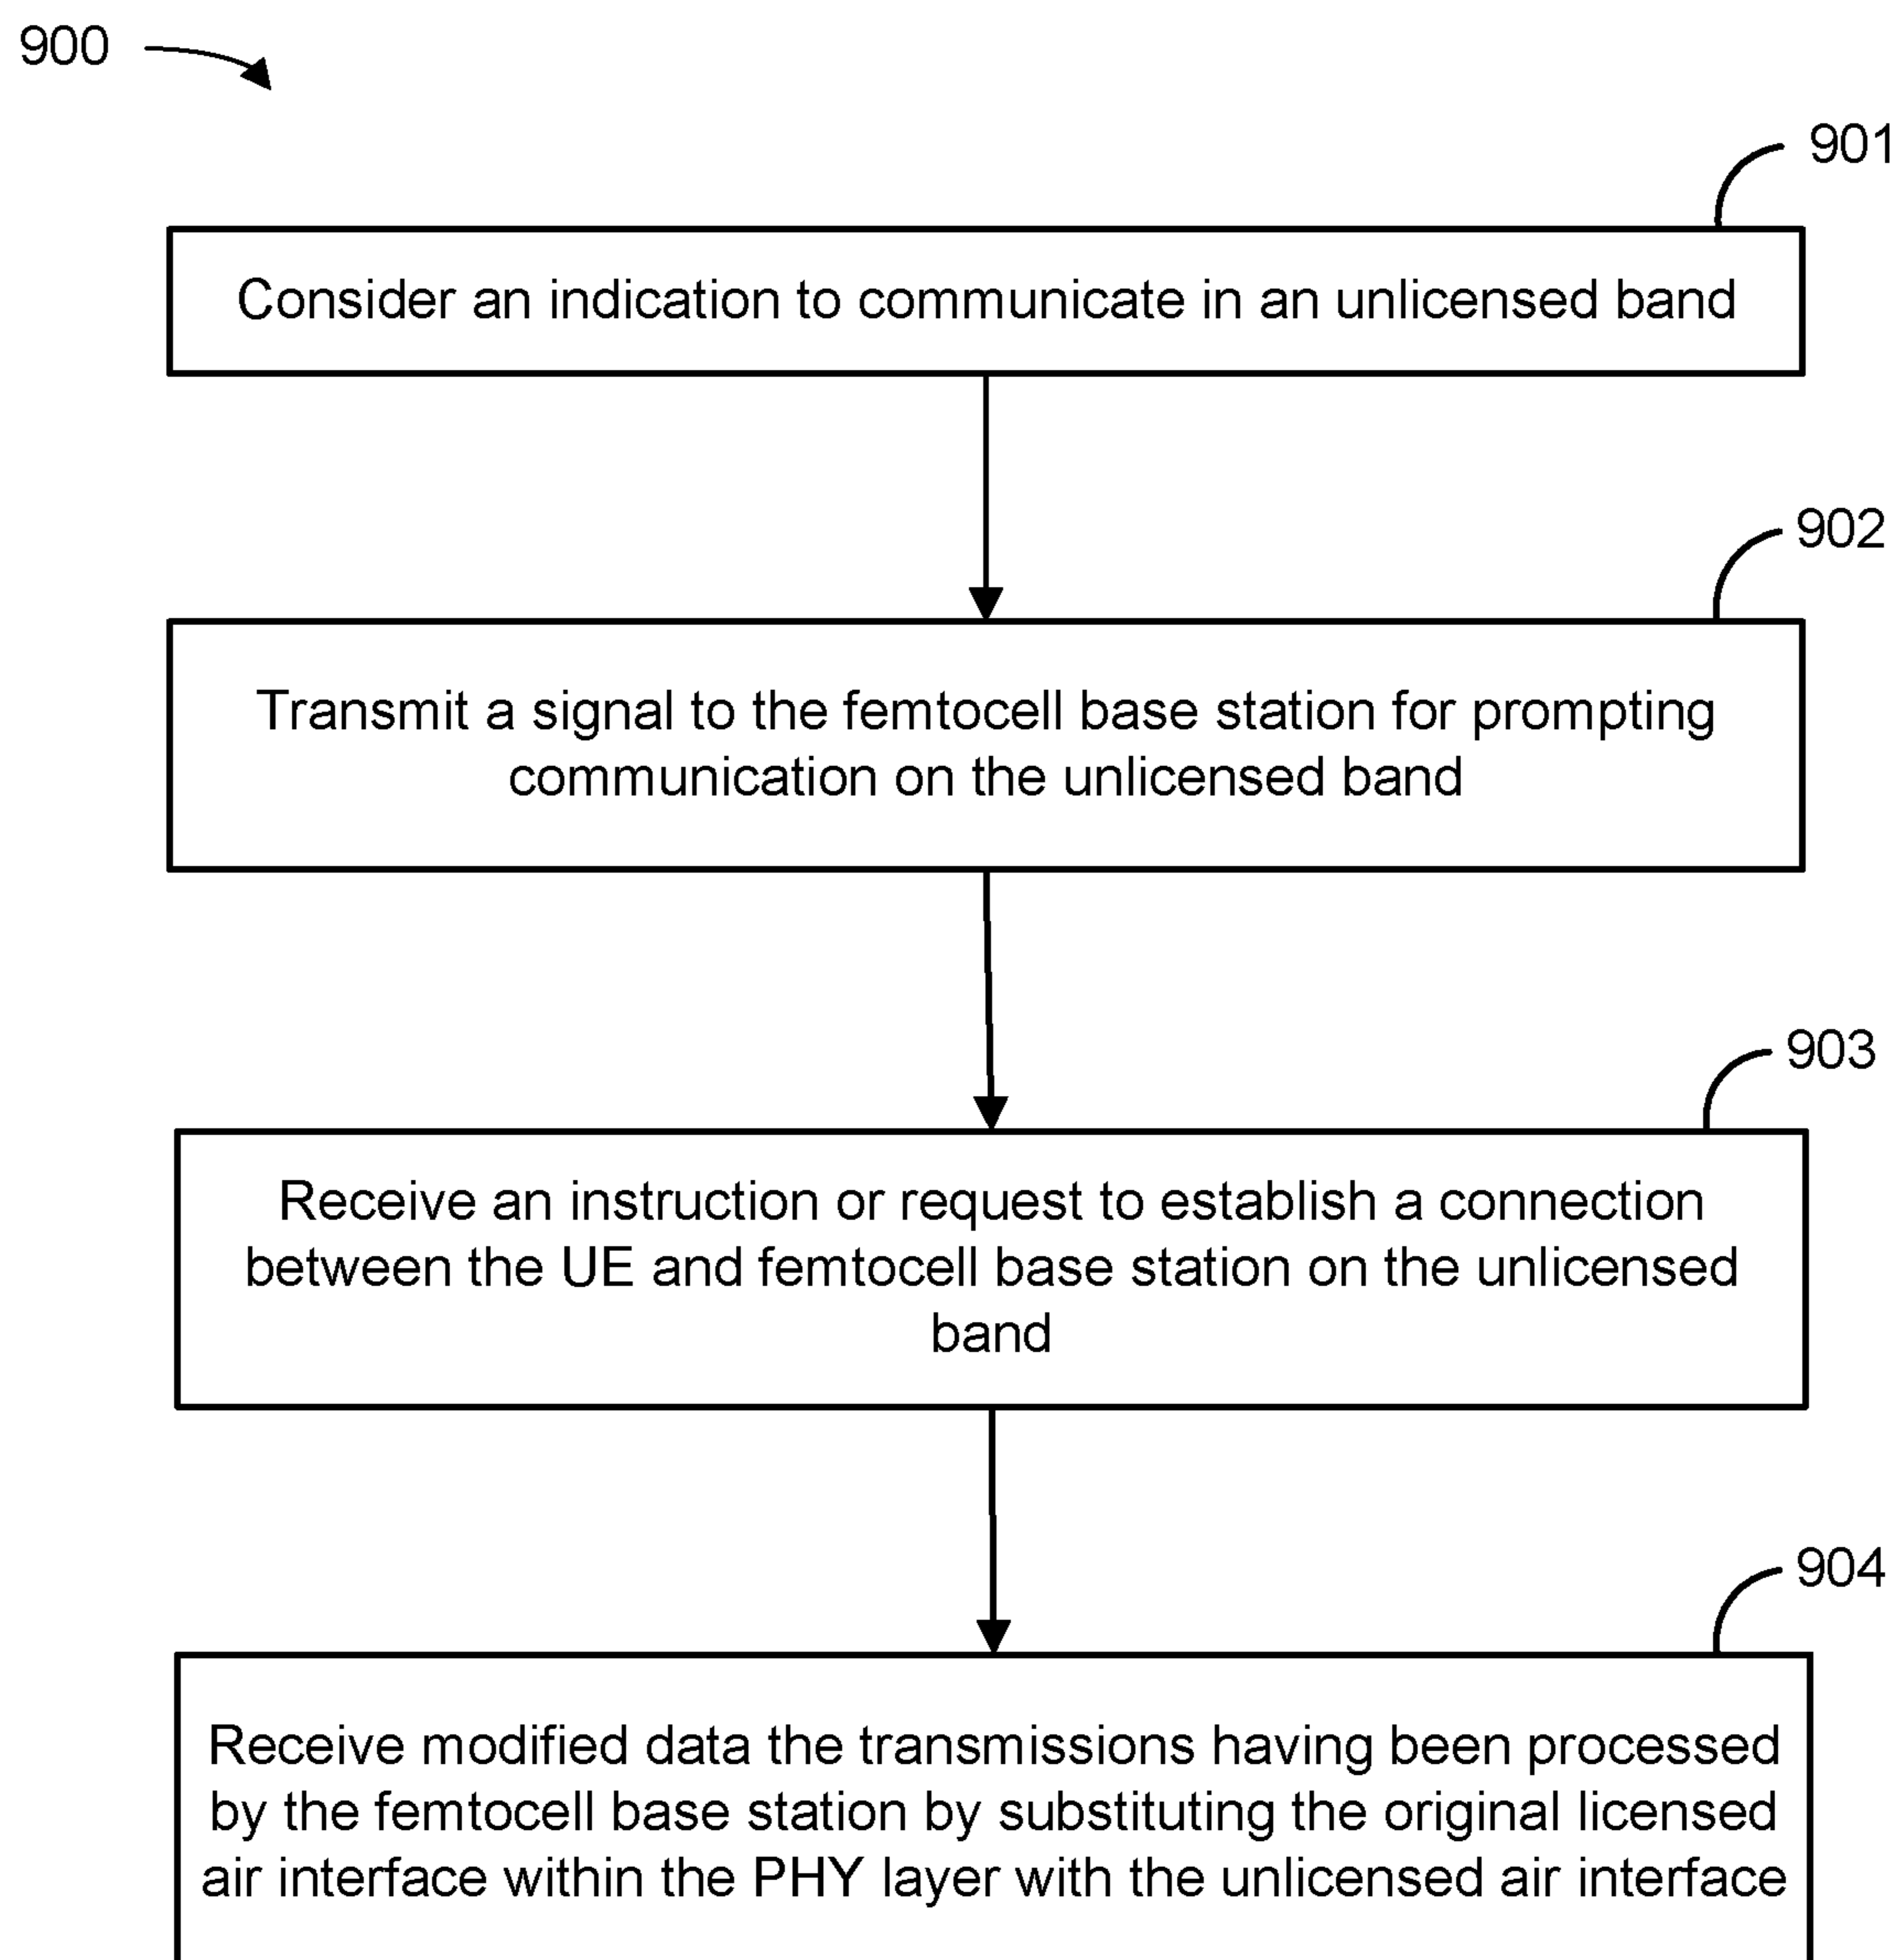 900
901
Consider an indication to communicate in an unlicensed band
902
Transmit a signal to the femtocell base station for prompting
communication on the unlicensed band
903
Receive an instruction or request to establish a connection
between the UE and femtocell base station on the unlicensed
band
904
Receive modified data the transmissions having been processed
by the femtocell base station by substituting the original licensed
air interface within the PHY layer with the unlicensed air interface